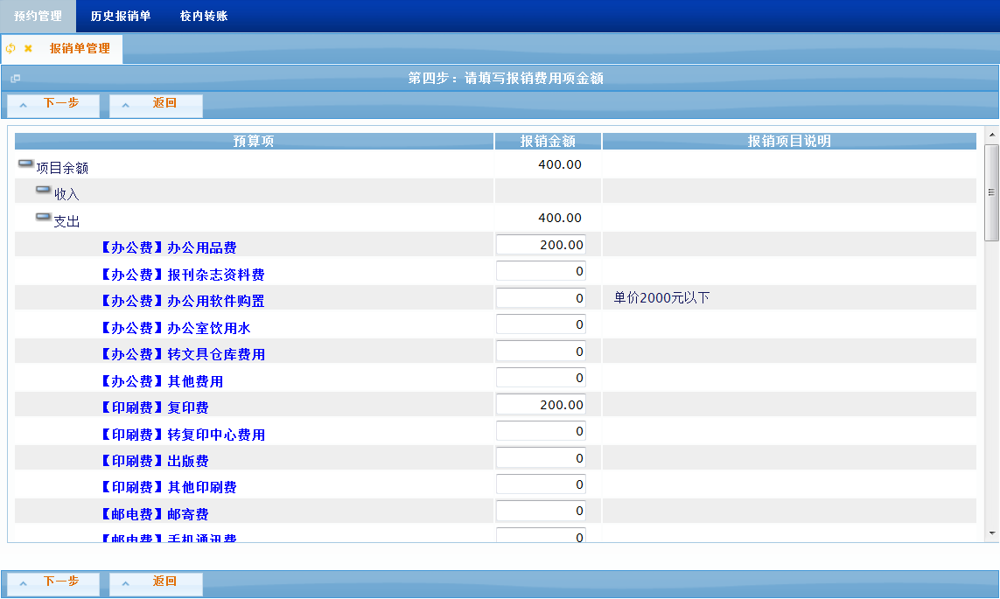 预约管理 历史报销单 校内转账
报销单管理
第四步：请填写报销费用项金额
下一步 返回
预算项 报销金额 报销项目说明
项目余额 400.00
收入
支出 400.00
【办公费】办公用品费 200.00
【办公费】报刊杂志资料费 0
【办公费】办公用软件购置 0 单价2000元以下
【办公费】办公室饮用水 0
【办公费】转文具仓库费用 0
【办公费】其他费用 0
【印刷费】复印费 200.00
【印刷费】转复印中心费用 0
【印刷费】出版费 0
【印刷费】其他印刷费 0
【邮电费】邮寄费 0
【邮电费】手机通讯费 0
下一步 返回